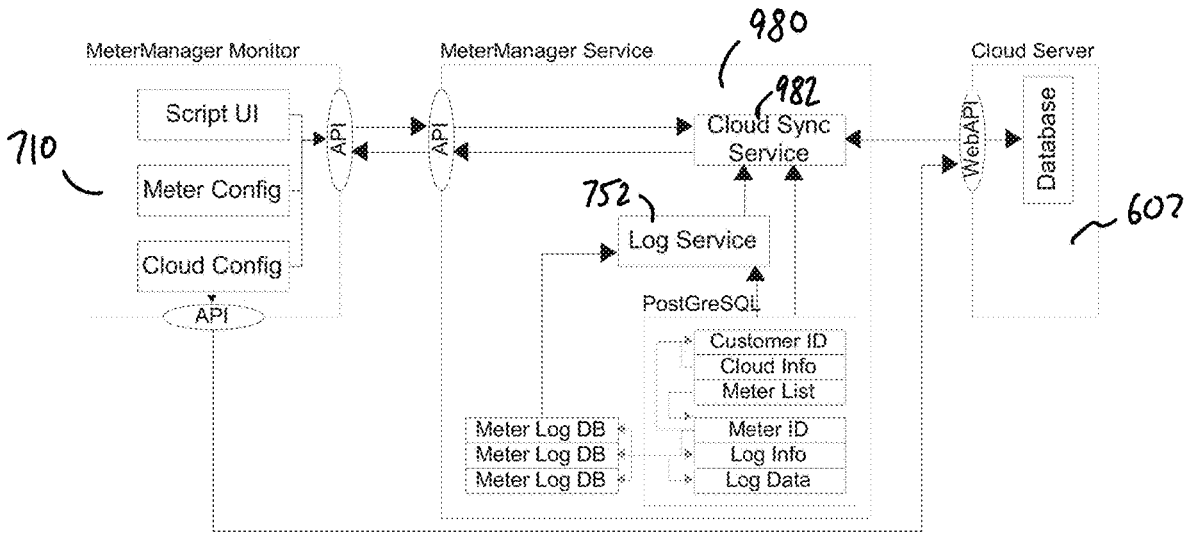 MeterManager Monitor
Script UI
Meter Config
Cloud Config
API
API
710
MeterManager Service
980
API
982
Cloud Sync
Service
752
Log Service
PostGreSQL
Customer ID
Cloud Info
Meter List
Meter ID
Log Info
Log Data
Meter Log DB
Meter Log DB
Meter Log DB
Cloud Server
WebAPI
Database
602